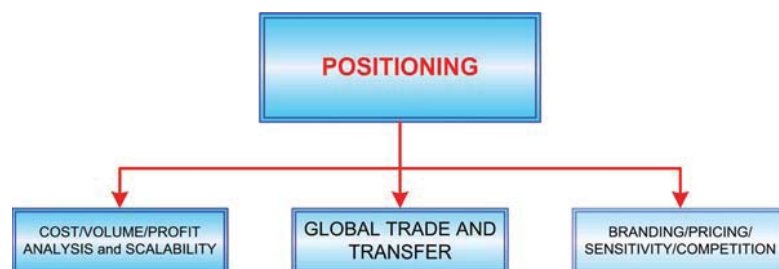 POSITIONING
COST/VOLUME/PROFIT
ANALYSIS and SCALABILITY
GLOBAL TRADE AND
TRANSFER
BRANDING/PRICING/
SENSITIVITY/COMPETITION